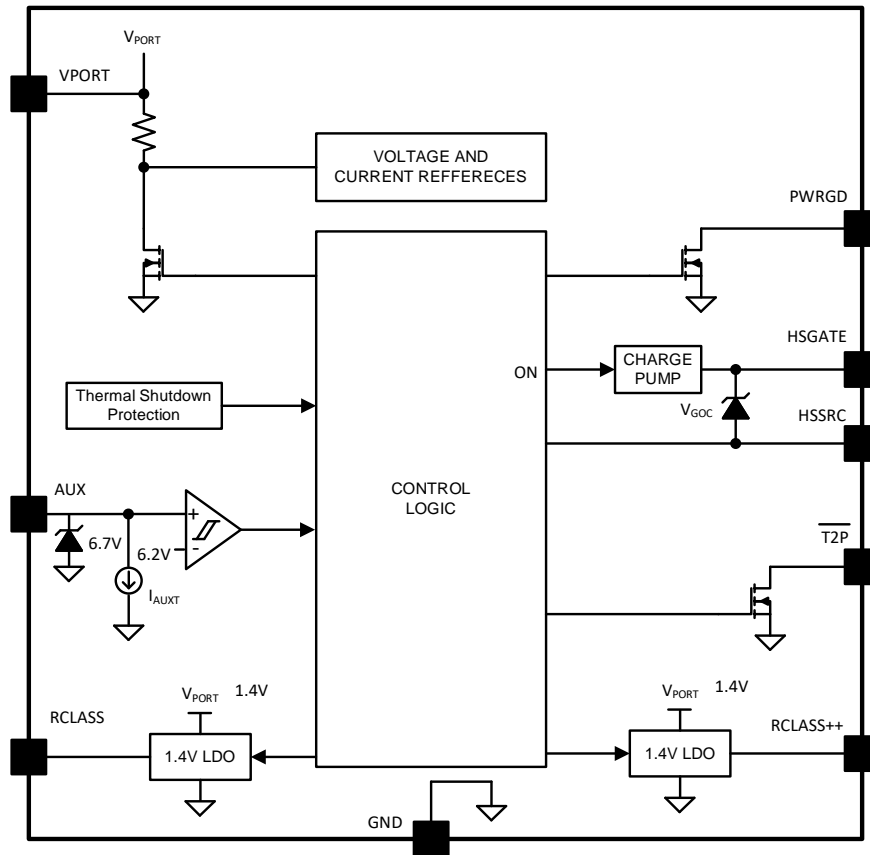 VPORT
VPORT
VOLTAGE AND
CURRENT REFFERECES
PWRGD
HSGATE
ON
CHARGE
PUMP
Thermal Shutdown
Protection
VGOC
HSSRC
AUX
CONTROL
LOGIC
6.7V
6.2V
+
-
IAUXT
T2P
VPORT 1.4V
VPORT 1.4V
RCLASS
RCLASS++
1.4V LDO
1.4V LDO
GND